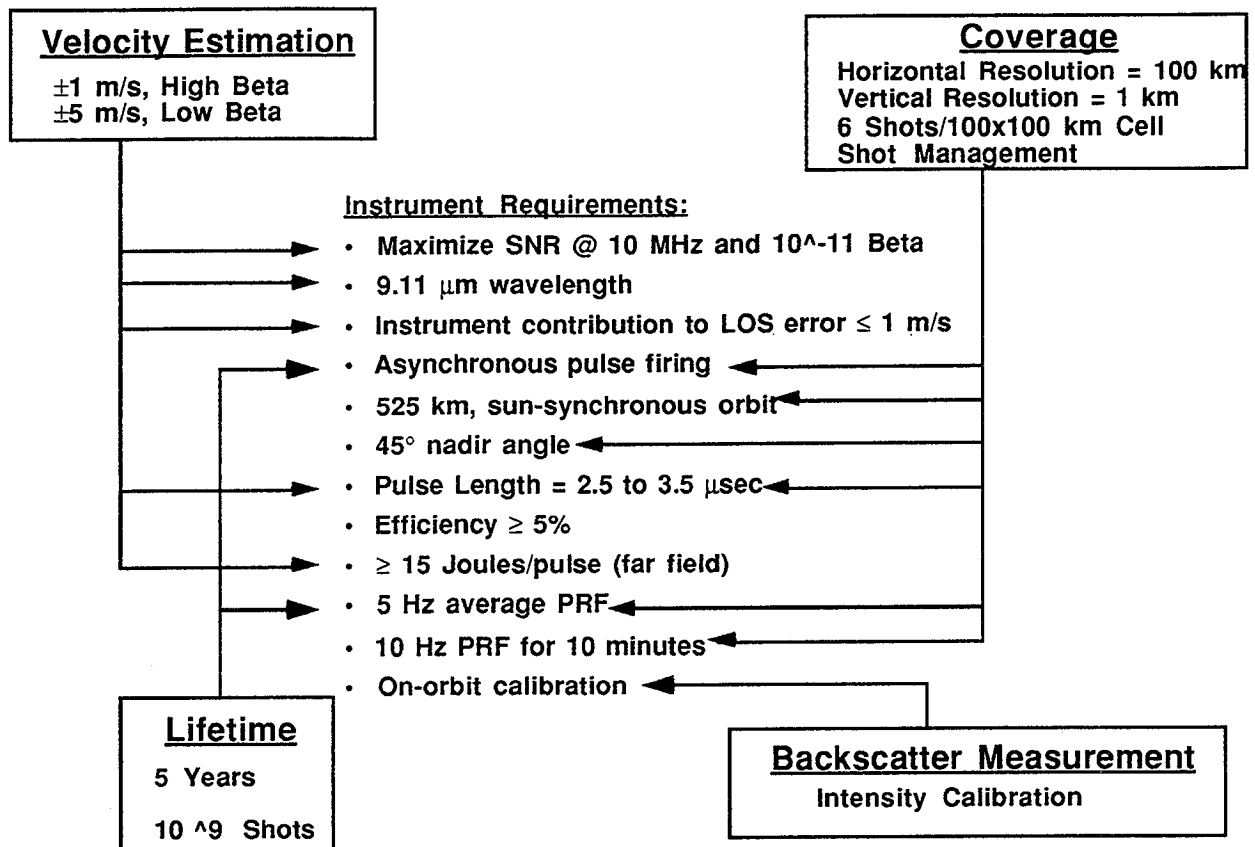 Velocity Estimation
±1 m/s, High Beta
±5 m/s, Low Beta
Coverage
Horizontal Resolution = 100 km
Vertical Resolution = 1 km
6 Shots/100x100 km Cell
Shot Management
Instrument Requirements:
• Maximize SNR @ 10 MHz and 10^-11 Beta
• 9.11 μm wavelength
• Instrument contribution to LOS error ≤ 1 m/s
• Asynchronous pulse firing
• 525 km, sun-synchronous orbit
• 45° nadir angle
• Pulse Length = 2.5 to 3.5 μsec
• Efficiency ≥ 5%
• ≥ 15 Joules/pulse (far field)
• 5 Hz average PRF
• 10 Hz PRF for 10 minutes
• On-orbit calibration
Lifetime
5 Years
10 ^9 Shots
Backscatter Measurement
Intensity Calibration